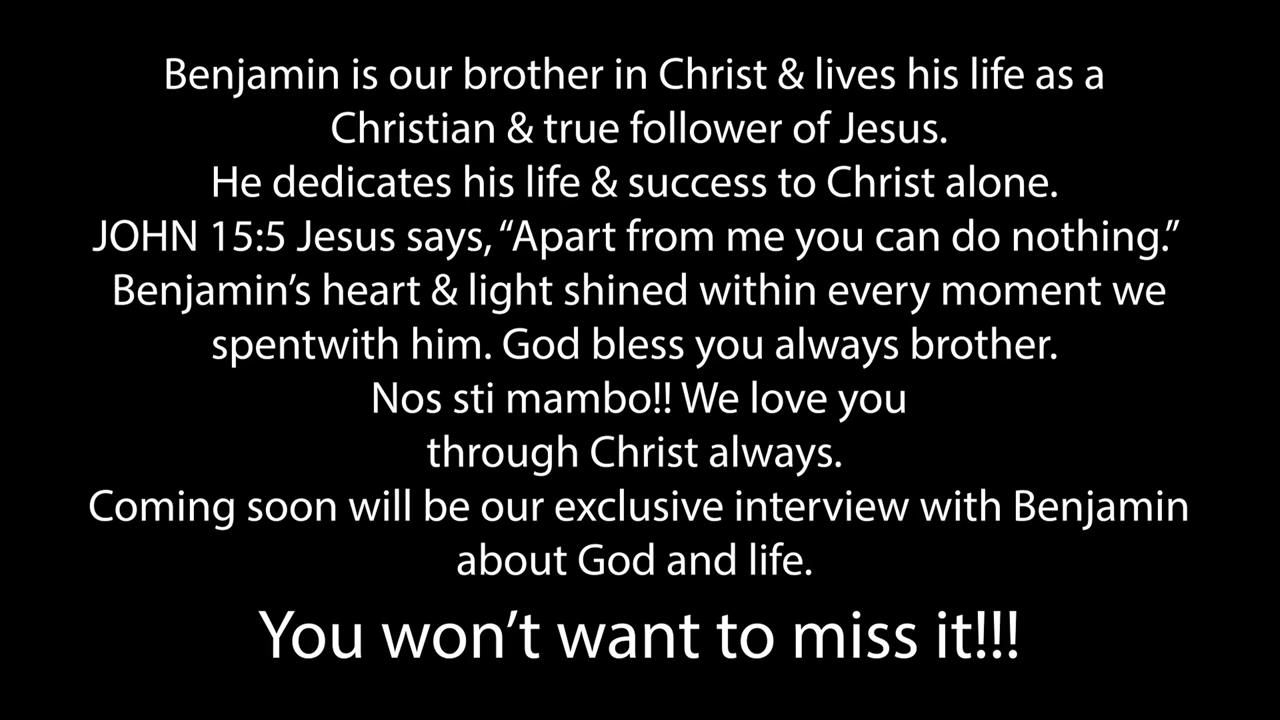 Benjamin is our brother in Christ & lives his life as a
Christian & true follower of Jesus.
He dedicates his life & success to Christ alone.
JOHN 15:5 Jesus says, “Apart from me you can do nothing.”
Benjamin’s heart & light shined within every moment we
spentwith him. God bless you always brother.
Nos sti mambo!! We love you
through Christ always.
Coming soon will be our exclusive interview with Benjamin
about God and life.
You won’t want to miss it!!!